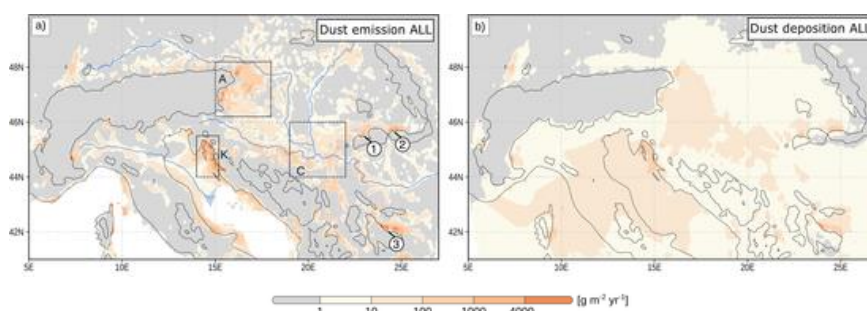 a)
Dust emission ALL
b)
Dust deposition ALL
48N
46N
44N
42N
A
K
C
1
2
3
5E
10E
15E
20E
25E
48N
46N
44N
42N
5E
10E
15E
20E
25E
1
10
100
1000
4000
[g m⁻² yr⁻¹]